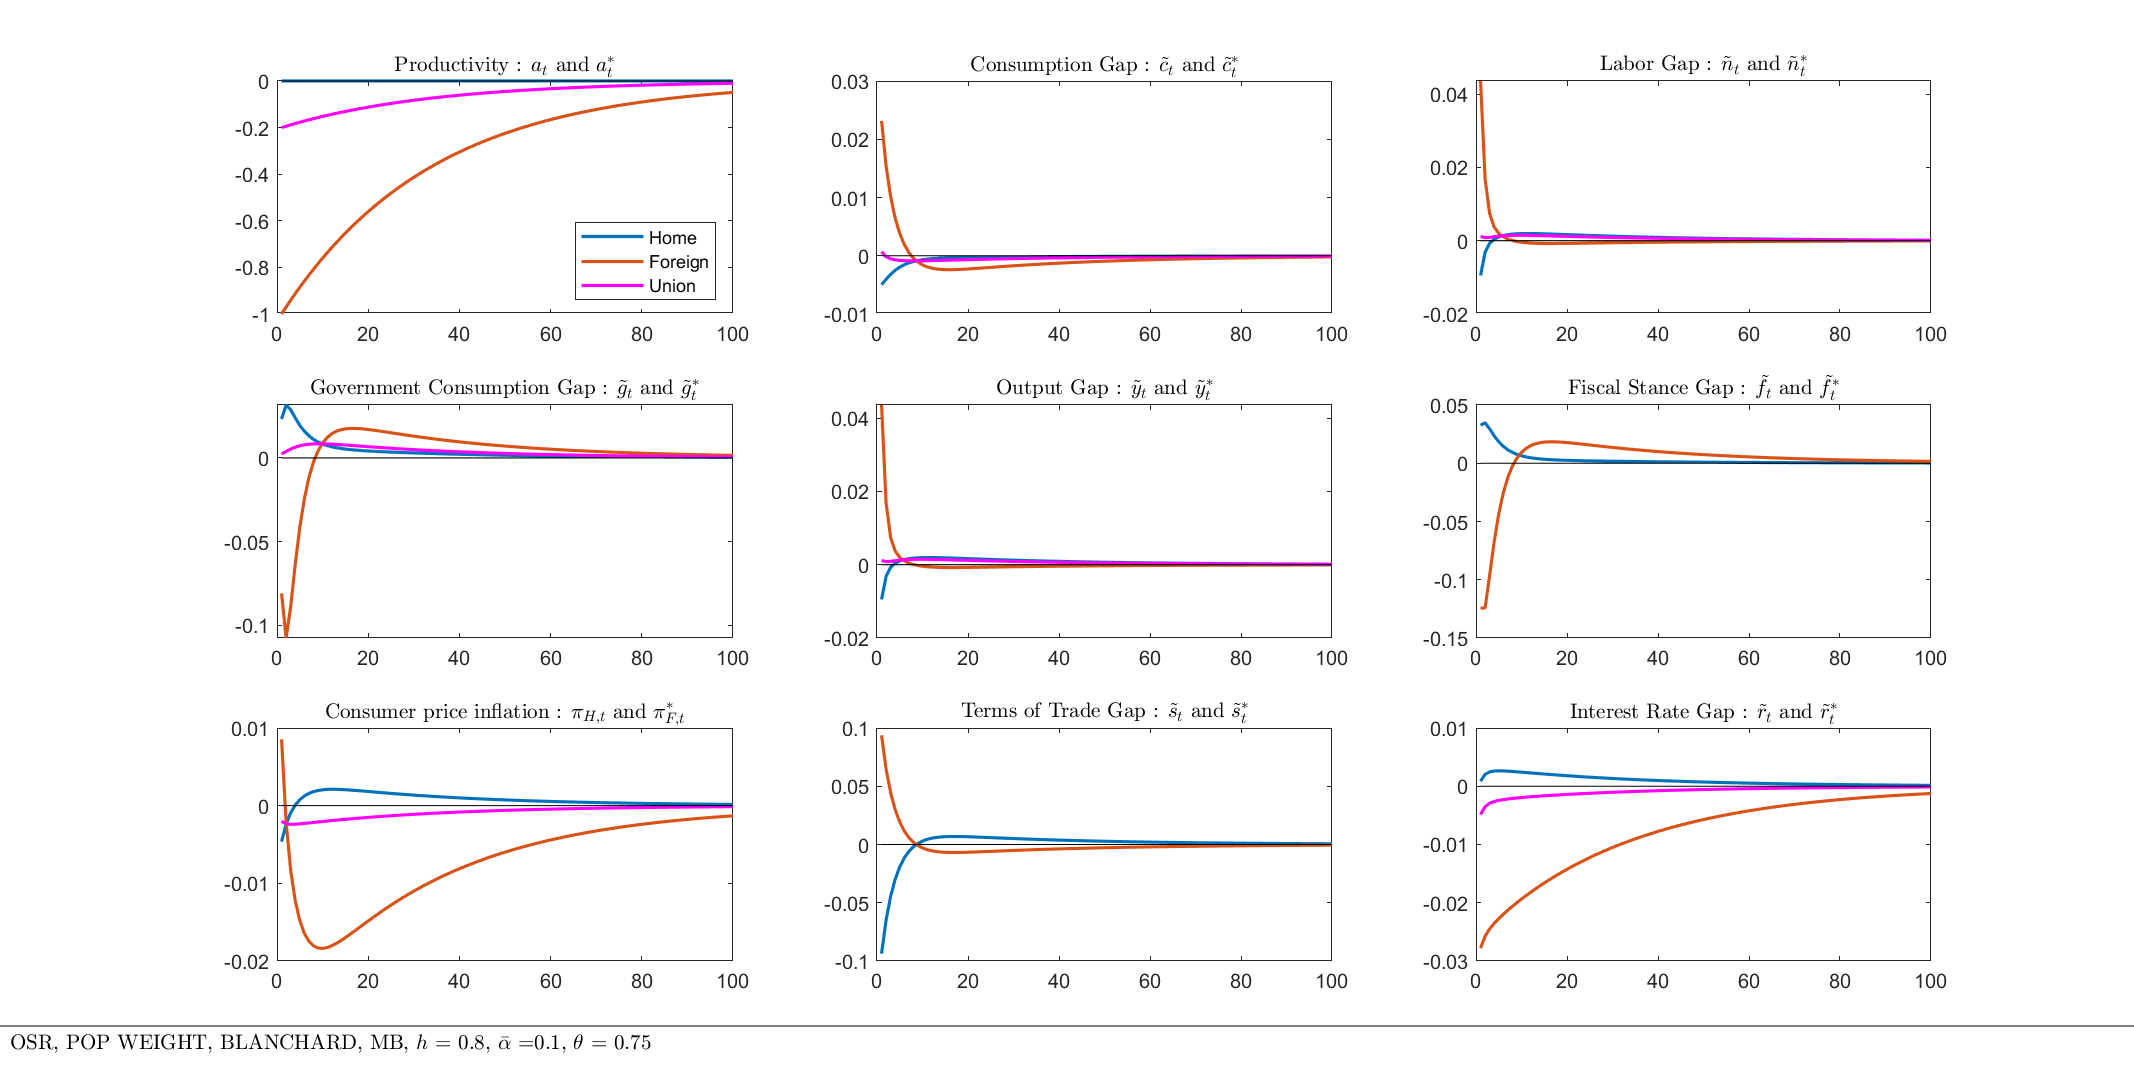 Productivity : a_t and a_t^*
0
-0.2
-0.4
-0.6
-0.8
-1
0 20 40 60 80 100
Home
Foreign
Union
Consumption Gap : c̃_t and c̃_t^*
0.03
0.02
0.01
0
-0.01
0 20 40 60 80 100
Labor Gap : ñ_t and ñ_t^*
0.04
0.02
0
-0.02
0 20 40 60 80 100
Government Consumption Gap : g̃_t and g̃_t^*
0
-0.05
-0.1
0 20 40 60 80 100
Output Gap : ỹ_t and ỹ_t^*
0.04
0.02
0
-0.02
0 20 40 60 80 100
Fiscal Stance Gap : f̃_t and f̃_t^*
0.05
0
-0.05
-0.1
-0.15
0 20 40 60 80 100
Consumer price inflation : π_{H,t} and π_{F,t}^*
0.01
0
-0.01
-0.02
0 20 40 60 80 100
Terms of Trade Gap : s̃_t and s̃_t^*
0.1
0.05
0
-0.05
-0.1
0 20 40 60 80 100
Interest Rate Gap : r̃_t and r̃_t^*
0.01
0
-0.01
-0.02
-0.03
0 20 40 60 80 100
OSR, POP WEIGHT, BLANCHARD, MB, h = 0.8, ᾱ =0.1, θ = 0.75